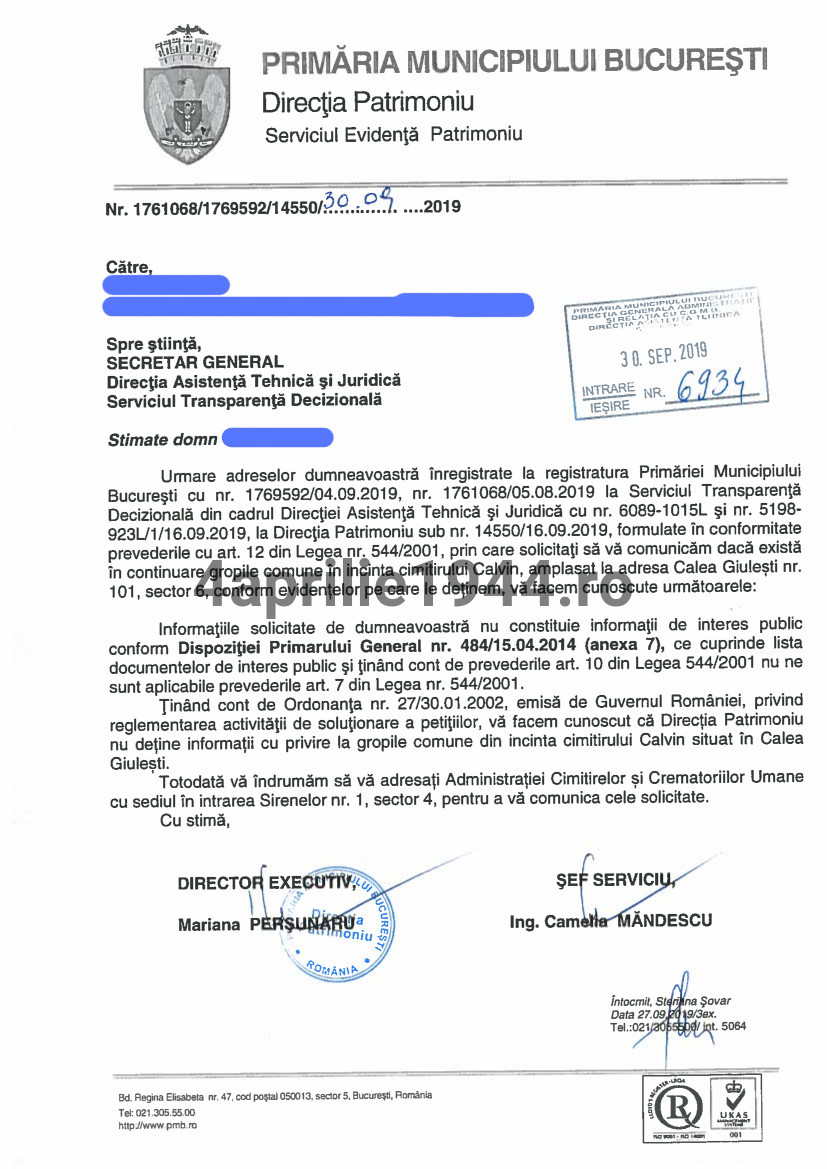 PRIMĂRIA MUNICIPIULUI BUCUREŞTI
Direcţia Patrimoniu
Serviciul Evidenţă Patrimoniu
Nr. 1761068/1769592/14550/30.09. ....2019
Către,
Spre ştiinţă,
SECRETAR GENERAL
Direcţia Asistenţă Tehnică şi Juridică
Serviciul Transparenţă Decizională
PRIMĂRIA MUNICIPIULUI BUCUREŞTI
DIRECŢIA GENERALĂ ADMINISTRAŢIE
ŞI RELAŢIA CU C.G.M.B.
DIRECŢIA ASISTENŢĂ TEHNICĂ
30. SEP. 2019
INTRARE
IEŞIRE
NR. 6934
Stimate domn
Urmare adreselor dumneavoastră înregistrate la registratura Primăriei Municipiului
Bucureşti cu nr. 1769592/04.09.2019, nr. 1761068/05.08.2019 la Serviciul Transparenţă
Decizională din cadrul Direcţiei Asistenţă Tehnică şi Juridică cu nr. 6089-1015L şi nr. 5198-
923L/1/16.09.2019, la Direcţia Patrimoniu sub nr. 14550/16.09.2019, formulate în conformitate
prevederile cu art. 12 din Legea nr. 544/2001, prin care solicitaţi să vă comunicăm dacă există
în continuare gropile comune în incinta cimitirului Calvin, amplasat la adresa Calea Giuleşti nr.
101, sector 6, conform evidenţelor pe care le deţinem, vă facem cunoscute următoarele:
4aprilie1944.ro
Informaţiile solicitate de dumneavoastră nu constituie informaţii de interes public
conform Dispoziţiei Primarului General nr. 484/15.04.2014 (anexa 7), ce cuprinde lista
documentelor de interes public şi ţinând cont de prevederile art. 10 din Legea 544/2001 nu ne
sunt aplicabile prevederile art. 7 din Legea nr. 544/2001.
Ţinând cont de Ordonanţa nr. 27/30.01.2002, emisă de Guvernul României, privind
reglementarea activităţii de soluţionare a petiţiilor, vă facem cunoscut că Direcţia Patrimoniu
nu deţine informaţii cu privire la gropile comune din incinta cimitirului Calvin situat în Calea
Giuleşti.
Totodată vă îndrumăm să vă adresaţi Administraţiei Cimitirelor şi Crematoriilor Umane
cu sediul în intrarea Sirenelor nr. 1, sector 4, pentru a vă comunica cele solicitate.
Cu stimă,
DIRECTOR EXECUTIV,
Mariana PERŞUNARU
MUNICIPIULUI BUCUREŞTI
Direcţia
Patrimoniu
* ROMÂNIA *
ŞEF SERVICIU,
Ing. Camelia MĂNDESCU
Întocmit, Steriana Şovar
Data 27.09.2019/3ex.
Tel.:021/3055500/ int. 5064
Bd. Regina Elisabeta nr. 47, cod poştal 050013, sector 5, Bucureşti, România
Tel: 021.305.55.00
http://www.pmb.ro
LLOYD'S REGISTER-LRQA
R
ISO 9001 - ISO 14001
UKAS
MANAGEMENT
SYSTEMS
001